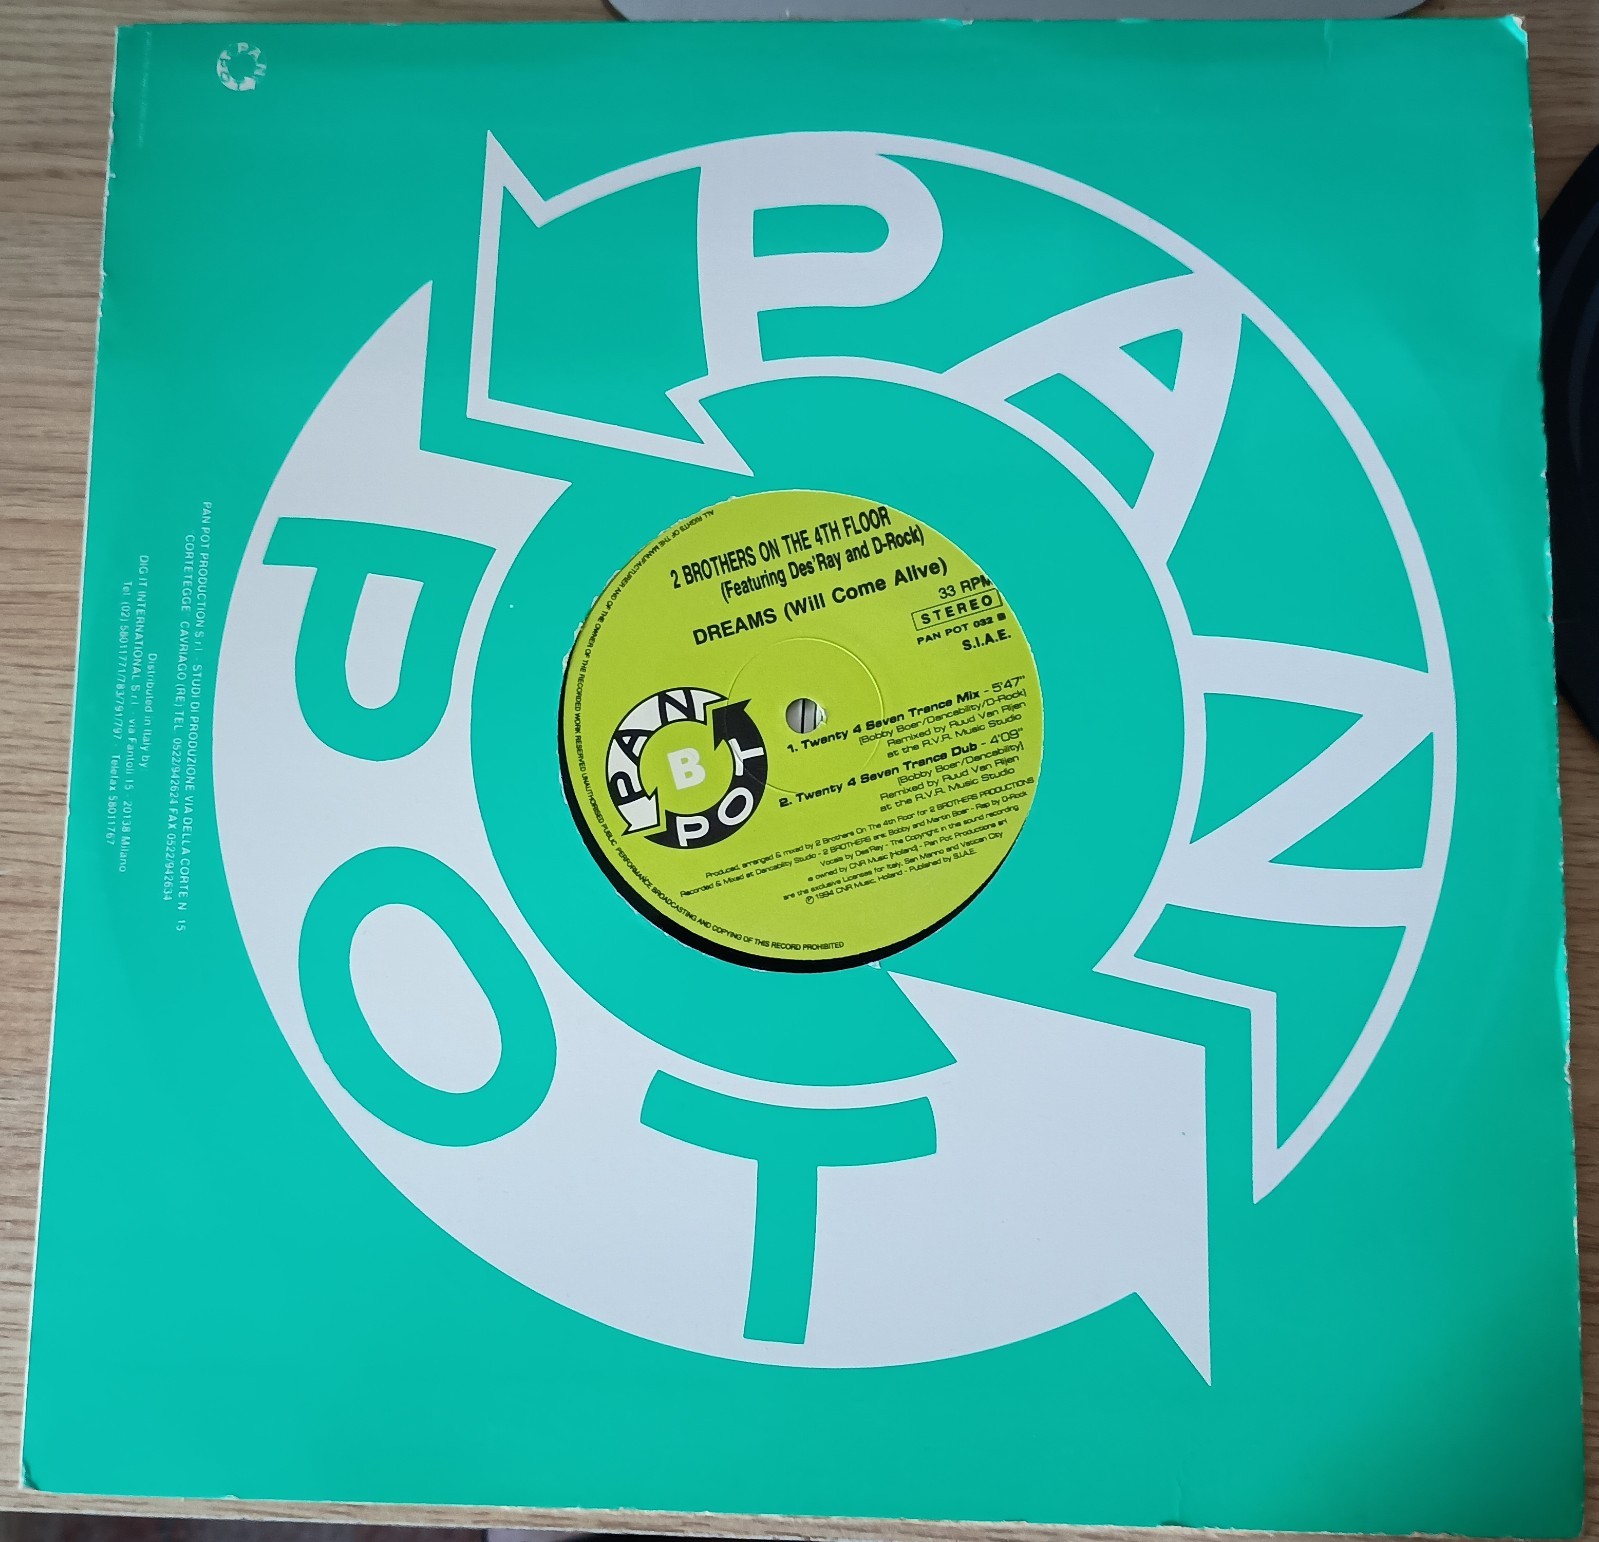 PAN POT
PAN POT
2 BROTHERS ON THE 4TH FLOOR
(Featuring Des'Ray and D-Rock)
DREAMS (Will Come Alive)
33 RPM
STEREO
PAN POT 032 B
S.I.A.E.
PAN POT
B
1. Twenty 4 Seven Trance Mix - 5'47"
(Bobby Boer/Dancability/D-Rock)
Remixed by Ruud Van Rijen
at the R.V.R. Music Studio
2. Twenty 4 Seven Trance Dub - 4'09"
(Bobby Boer/Dancability)
Remixed by Ruud Van Rijen
at the R.V.R. Music Studio
Produced, arranged & mixed by 2 Brothers On The 4th Floor for 2 BROTHERS PRODUCTIONS
Recorded & Mixed at Dancability Studio - 2 BROTHERS are: Bobby and Martin Boer - Rap by D-Rock
Vocals by Des'Ray - The Copyright in the sound recording
is owned by CNR Music (Holland) - Pan Pot Productions srl
are the exclusive Licensee for Italy, San Marino and Vatican City
℗ 1994 CNR Music, Holland - Published by S.I.A.E.
ALL RIGHTS OF THE MANUFACTURER AND OF THE OWNER OF THE RECORDED WORK RESERVED UNAUTHORISED PUBLIC PERFORMANCE, BROADCASTING AND COPYING OF THIS RECORD PROHIBITED
PAN POT PRODUCTION S r l · STUDI DI PRODUZIONE VIA DELLA CORTE N 15
CORTETEGGE CAVRIAGO (RE) TEL. 0522/942624 FAX 0522/942634
Distributed in Italy by
DIG IT INTERNATIONAL S r l · via Fantoli 15 · 20138 Milano
Tel. (02) 58011771/783/791/797 · Telefax 58011767